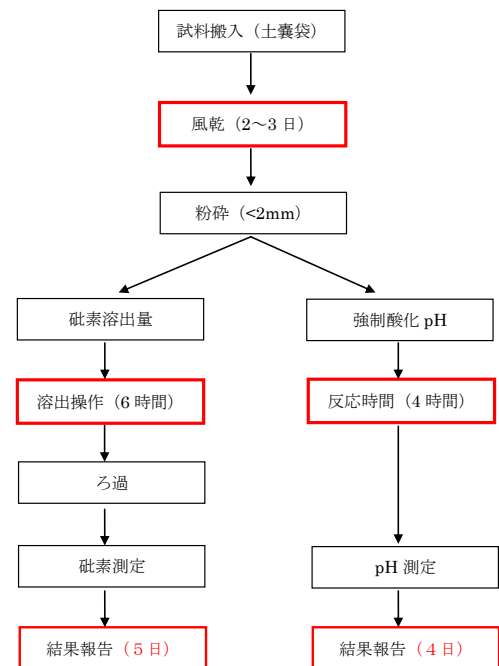 試料搬入（土嚢袋）
風乾（2～3 日）
粉砕（<2mm）
砒素溶出量
強制酸化 pH
溶出操作（6 時間）
反応時間（4 時間）
ろ過
砒素測定
pH 測定
結果報告（５日）
結果報告（４日）